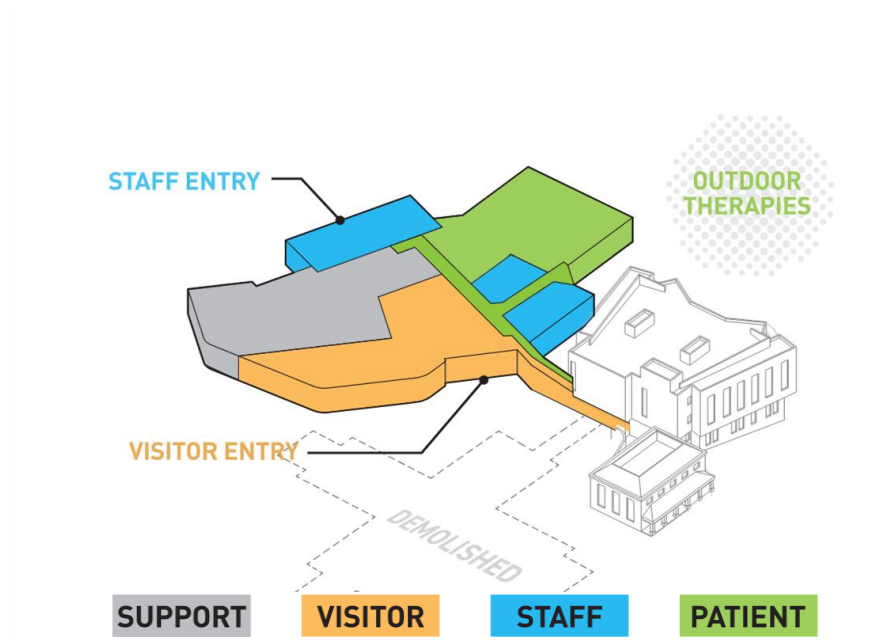 STAFF ENTRY
OUTDOOR
THERAPIES
VISITOR ENTRY
DEMOLISHED
SUPPORT
VISITOR
STAFF
PATIENT